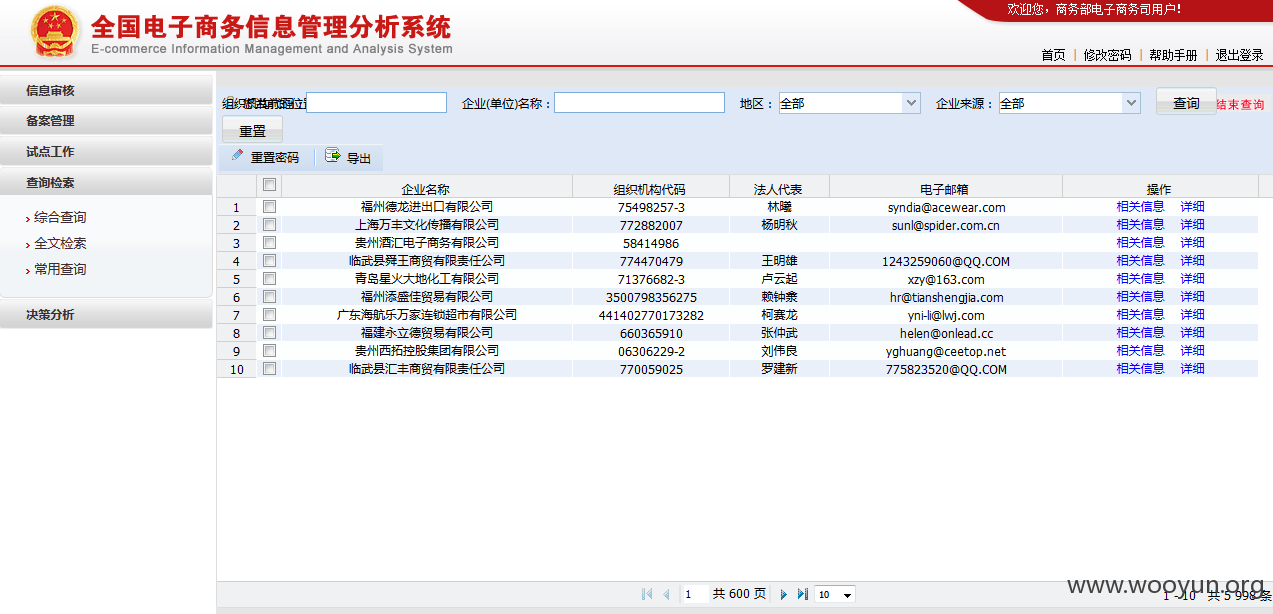 欢迎您，商务部电子商务司用户！
全国电子商务信息管理分析系统
E-commerce Information Management and Analysis System
首页 | 修改密码 | 帮助手册 | 退出登录
信息审核
备案管理
试点工作
查询检索
综合查询
全文检索
常用查询
决策分析
企业(单位)名称： 地区： 全部 企业来源： 全部 查询 结束查询
重置
重置密码 导出
企业名称 组织机构代码 法人代表 电子邮箱 操作
1 福州德龙进出口有限公司 75498257-3 林曦 syndia@acewear.com 相关信息 详细
2 上海万丰文化传播有限公司 772882007 杨明秋 sunl@spider.com.cn 相关信息 详细
3 贵州酒汇电子商务有限公司 58414986 相关信息 详细
4 临武县舜王商贸有限责任公司 774470479 王明雄 1243259060@QQ.COM 相关信息 详细
5 青岛星火大地化工有限公司 71376682-3 卢云起 xzy@163.com 相关信息 详细
6 福州添盛佳贸易有限公司 3500798356275 赖钟 hr@tianshengjia.com 相关信息 详细
7 广东海航乐万家连锁超市有限公司 441402770173282 柯赛龙 yni-li@lwj.com 相关信息 详细
8 福建永立德贸易有限公司 660365910 张仲武 helen@onlead.cc 相关信息 详细
9 贵州西拓控股集团有限公司 06306229-2 刘伟良 yghuang@ceetop.net 相关信息 详细
10 临武县汇丰商贸有限责任公司 770059025 罗建新 775823520@QQ.COM 相关信息 详细
1 共 600 页 10
1 - 10 共 5 998 条
www.wooyun.org